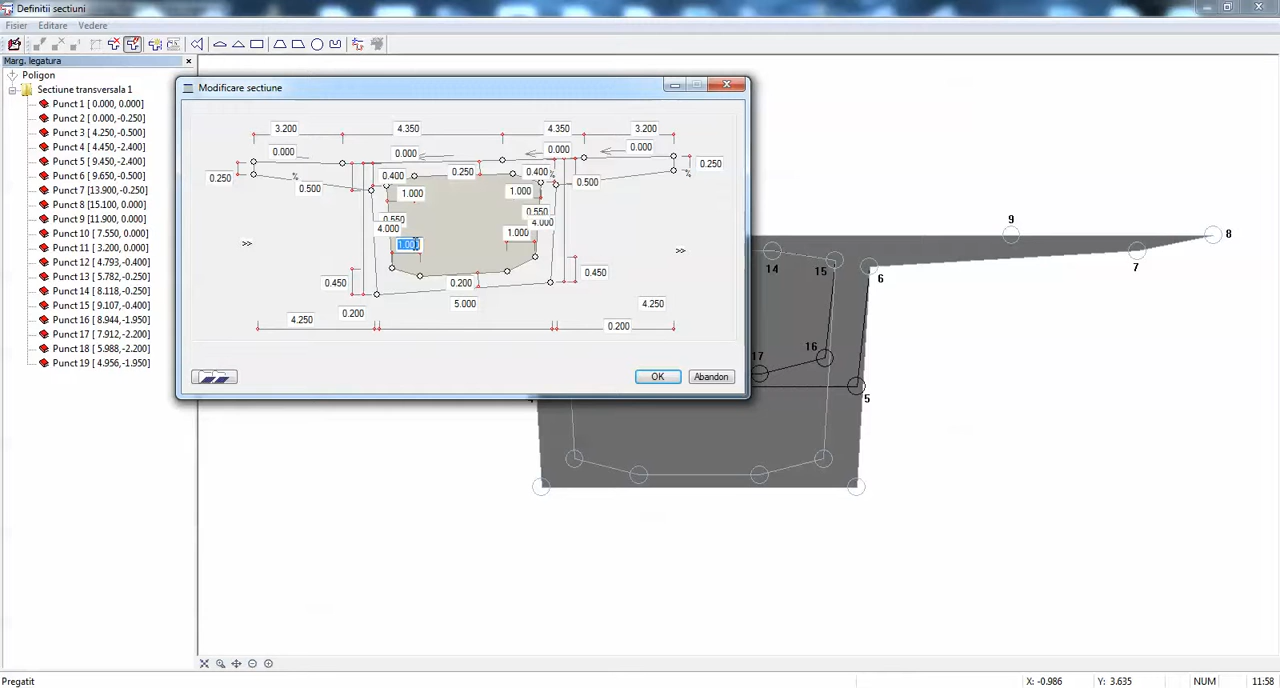 Definitii sectiuni
Fisier Editare Vedere
Marg. legatura
Poligon
Sectiune transversala 1
Punct 1 [ 0.000, 0.000]
Punct 2 [ 0.000, -0.250]
Punct 3 [ 4.250, -0.500]
Punct 4 [ 4.450, -2.400]
Punct 5 [ 9.450, -2.400]
Punct 6 [ 9.650, -0.500]
Punct 7 [ 13.900, -0.250]
Punct 8 [ 15.100, 0.000]
Punct 9 [ 11.900, 0.000]
Punct 10 [ 7.550, 0.000]
Punct 11 [ 3.200, 0.000]
Punct 12 [ 4.793, -0.400]
Punct 13 [ 5.782, -0.250]
Punct 14 [ 8.118, -0.250]
Punct 15 [ 9.107, -0.400]
Punct 16 [ 8.944, -1.950]
Punct 17 [ 7.912, -2.200]
Punct 18 [ 5.988, -2.200]
Punct 19 [ 4.956, -1.950]
Modificare sectiune
3.200 4.350 4.350 3.200
0.000 0.000 0.000 0.000
0.250 % 0.500 0.400 0.250 0.400 % 0.500 % 0.250
1.000 1.000
0.550 0.550
4.000 4.000
>> 1.000 1.000 >>
0.450 0.200 0.450
4.250 0.200 5.000 0.200 4.250
OK Abandon
9
14 15 6 7 8
17 16
5
Pregatit X: -0.986 Y: 3.635 NUM 11:58